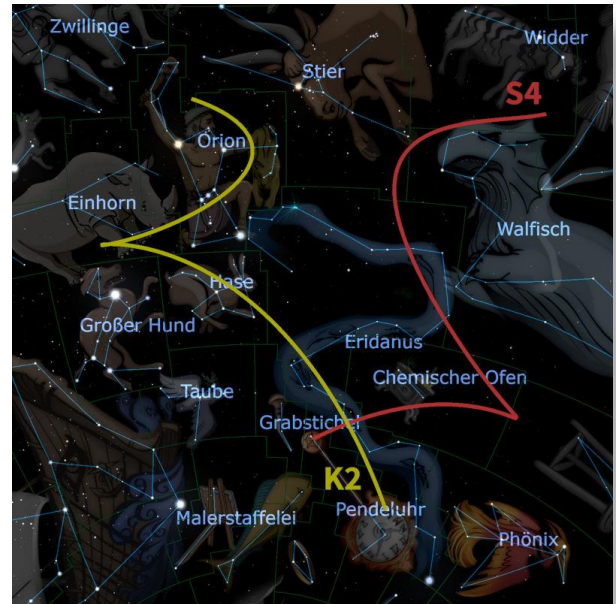 Zwillinge
Widder
Stier
S4
Orion
Einhorn
Walfisch
Hase
Großer Hund
Eridanus
Chemischer Ofen
Taube
Grabstichel
K2
Pendeluhr
Malerstaffelei
Phönix